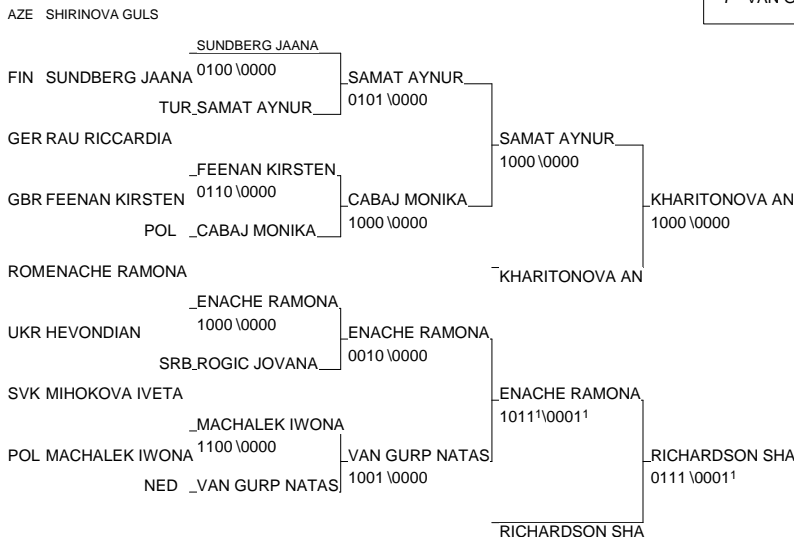 7 VAN G
AZE SHIRINOVA GULS
SUNDBERG JAANA
FIN SUNDBERG JAANA 0100 \0000 SAMAT AYNUR
TUR SAMAT AYNUR 0101 \0000
GER RAU RICCARDIA SAMAT AYNUR
1000 \0000
FEENAN KIRSTEN
GBR FEENAN KIRSTEN 0110 \0000 CABAJ MONIKA KHARITONOVA AN
POL CABAJ MONIKA 1000 \0000 1000 \0000
ROMENACHE RAMONA KHARITONOVA AN
ENACHE RAMONA
UKR HEVONDIAN 1000 \0000 ENACHE RAMONA
SRB ROGIC JOVANA 0010 \0000
SVK MIHOKOVA IVETA ENACHE RAMONA
1011¹\0001¹
MACHALEK IWONA
POL MACHALEK IWONA 1100 \0000 VAN GURP NATAS RICHARDSON SHA
NED VAN GURP NATAS 1001 \0000 0111 \0001¹
RICHARDSON SHA